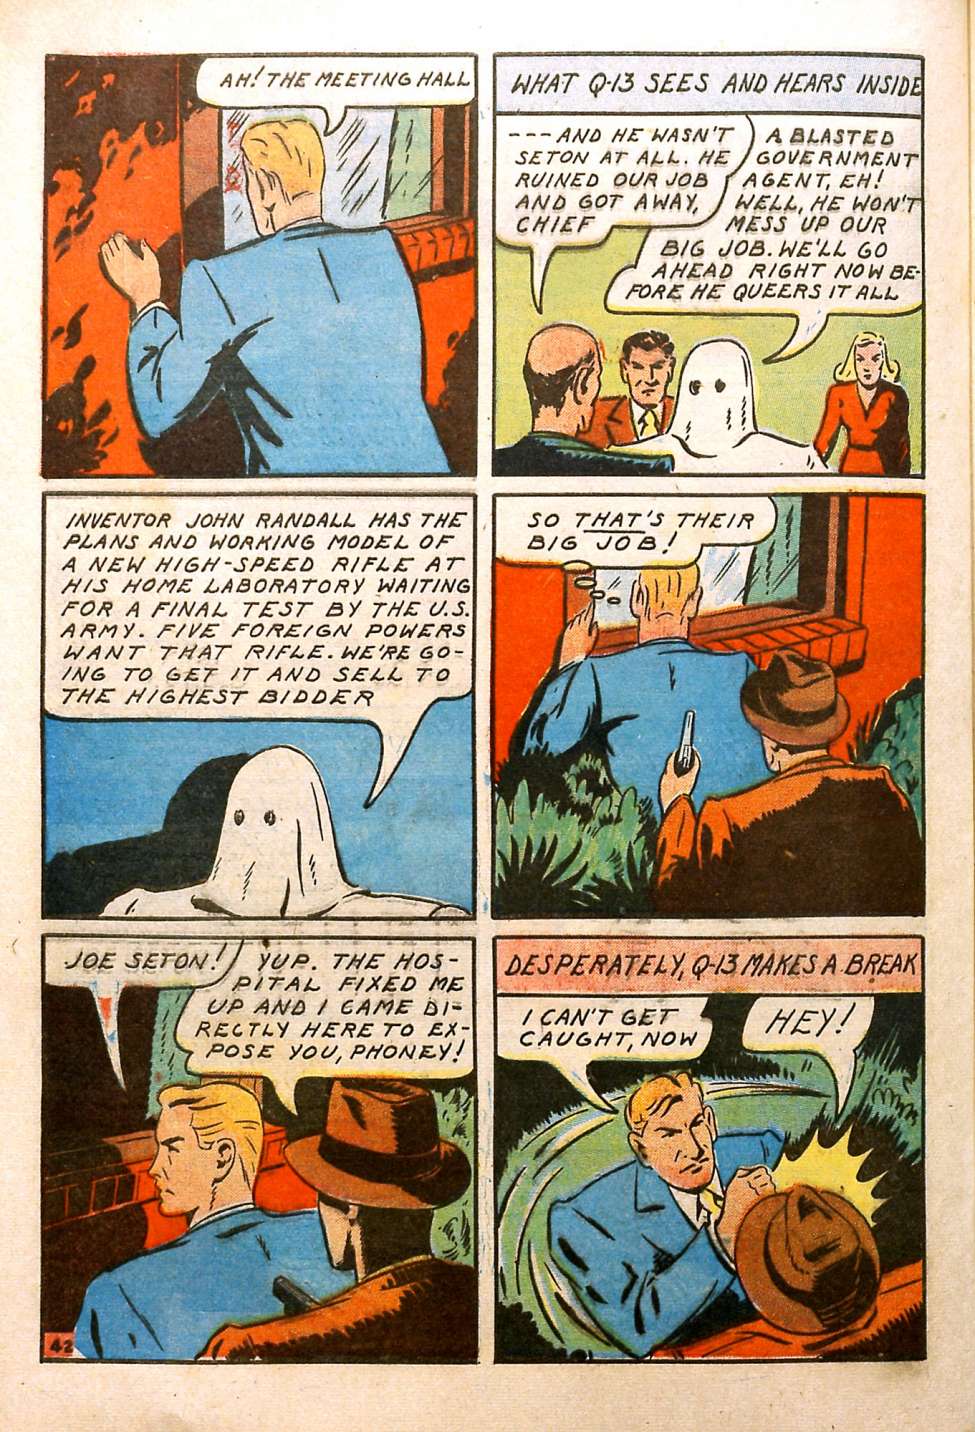 AH! THE MEETING HALL
WHAT Q-13 SEES AND HEARS INSIDE
--- AND HE WASN'T
SETON AT ALL. HE
RUINED OUR JOB
AND GOT AWAY,
CHIEF
A BLASTED
GOVERNMENT
AGENT, EH!
WELL, HE WON'T
MESS UP OUR
BIG JOB. WE'LL GO
AHEAD RIGHT NOW BE-
FORE HE QUEERS IT ALL
INVENTOR JOHN RANDALL HAS THE
PLANS AND WORKING MODEL OF
A NEW HIGH-SPEED RIFLE AT
HIS HOME LABORATORY WAITING
FOR A FINAL TEST BY THE U.S.
ARMY. FIVE FOREIGN POWERS
WANT THAT RIFLE. WE'RE GO-
ING TO GET IT AND SELL TO
THE HIGHEST BIDDER
SO THAT'S THEIR
BIG JOB!
JOE SETON!
YUP. THE HOS-
PITAL FIXED ME
UP AND I CAME DI-
RECTLY HERE TO EX-
POSE YOU, PHONEY!
42
DESPERATELY, Q-13 MAKES A BREAK
I CAN'T GET
CAUGHT, NOW
HEY!